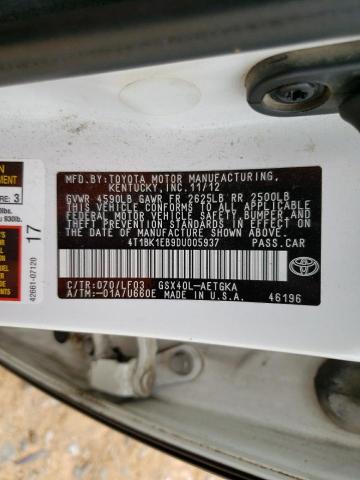 MFD.BY:TOYOTA MOTOR MANUFACTURING,
KENTUCKY, INC. 11/12
GVWR 4590LB GAWR FR 2625LB RR 2500LB
THIS VEHICLE CONFORMS TO ALL APPLICABLE
FEDERAL MOTOR VEHICLE SAFETY, BUMPER, AND
THEFT PREVENTION STANDARDS IN EFFECT ON
THE DATE OF MANUFACTURE SHOWN ABOVE.
4T1BK1EB9DU005937 PASS.CAR
C/TR:070/LF03 GSX40L-AETGKA
A/TM:-01A/U660E MADE IN U.S.A. 46196
3
17
42661-07120